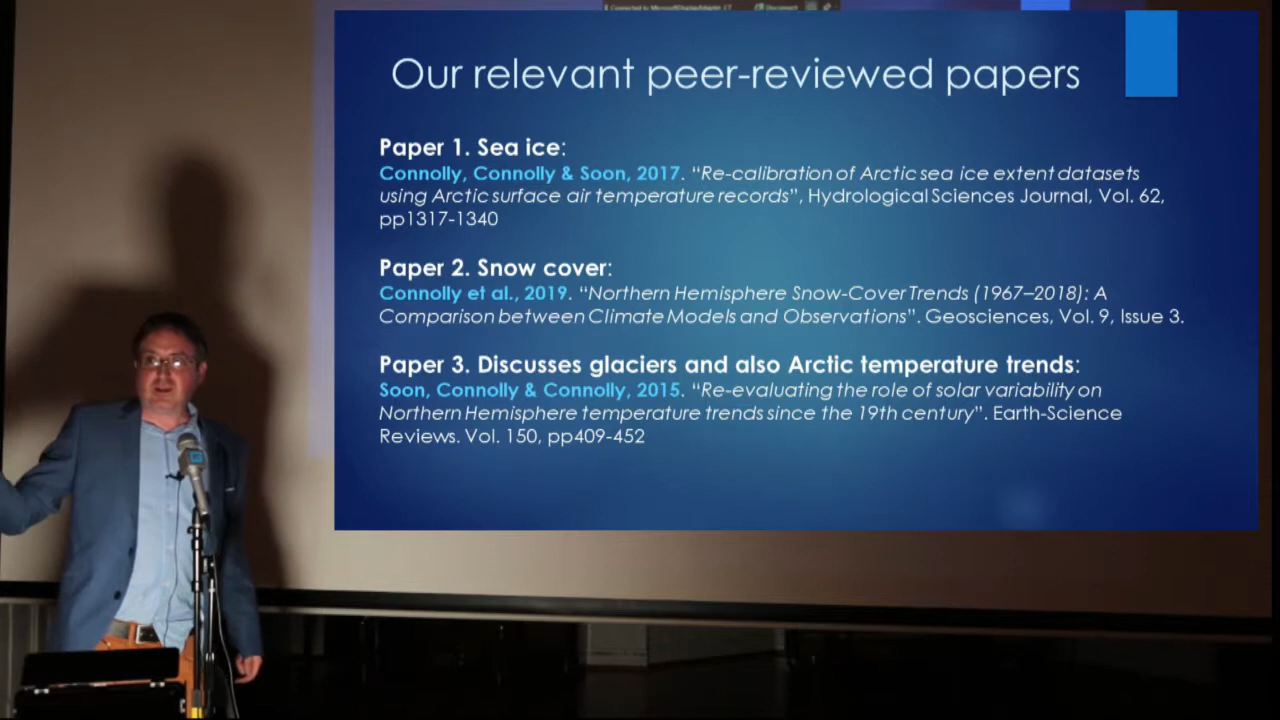 Our relevant peer-reviewed papers
Paper 1. Sea ice:
Connolly, Connolly & Soon, 2017. “Re-calibration of Arctic sea ice extent datasets
using Arctic surface air temperature records”, Hydrological Sciences Journal, Vol. 62,
pp1317-1340
Paper 2. Snow cover:
Connolly et al., 2019. “Northern Hemisphere Snow-Cover Trends (1967–2018): A
Comparison between Climate Models and Observations”. Geosciences, Vol. 9, Issue 3.
Paper 3. Discusses glaciers and also Arctic temperature trends:
Soon, Connolly & Connolly, 2015. “Re-evaluating the role of solar variability on
Northern Hemisphere temperature trends since the 19th century”. Earth-Science
Reviews. Vol. 150, pp409-452